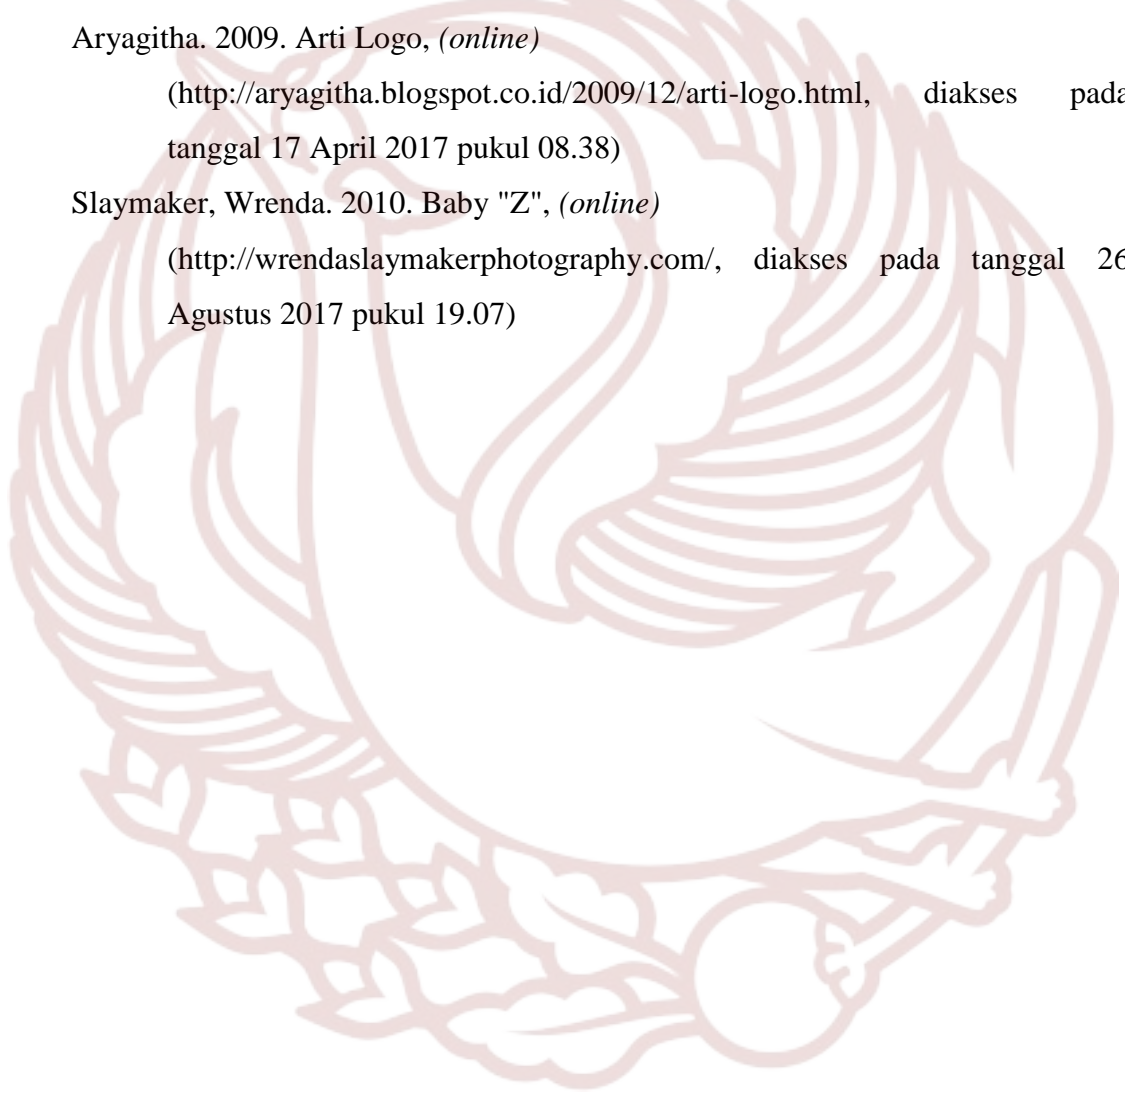 Aryagitha. 2009. Arti Logo, (online)
(http://aryagitha.blogspot.co.id/2009/12/arti-logo.html, diakses pada
tanggal 17 April 2017 pukul 08.38)
Slaymaker, Wrenda. 2010. Baby "Z", (online)
(http://wrendaslaymakerphotography.com/, diakses pada tanggal 26
Agustus 2017 pukul 19.07)